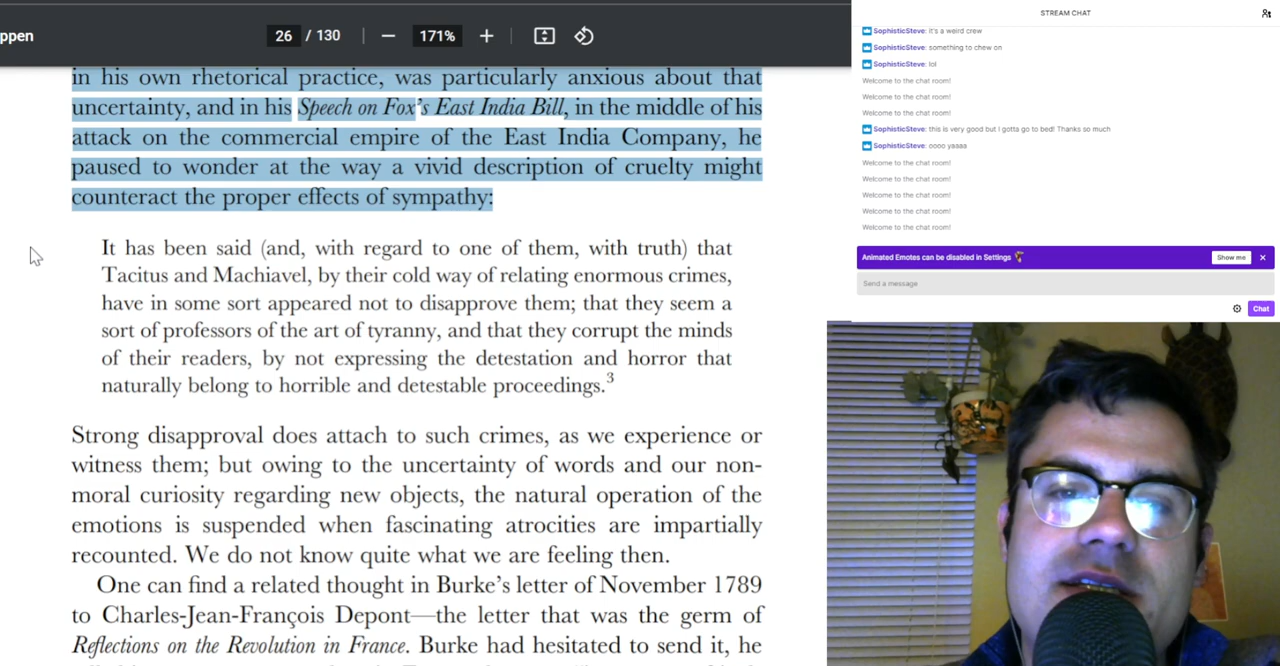 ppen
26 / 130
171%
in his own rhetorical practice, was particularly anxious about that
uncertainty, and in his Speech on Fox's East India Bill, in the middle of his
attack on the commercial empire of the East India Company, he
paused to wonder at the way a vivid description of cruelty might
counteract the proper effects of sympathy:
It has been said (and, with regard to one of them, with truth) that
Tacitus and Machiavel, by their cold way of relating enormous crimes,
have in some sort appeared not to disapprove them; that they seem a
sort of professors of the art of tyranny, and that they corrupt the minds
of their readers, by not expressing the detestation and horror that
naturally belong to horrible and detestable proceedings.3
Strong disapproval does attach to such crimes, as we experience or
witness them; but owing to the uncertainty of words and our non-
moral curiosity regarding new objects, the natural operation of the
emotions is suspended when fascinating atrocities are impartially
recounted. We do not know quite what we are feeling then.
One can find a related thought in Burke's letter of November 1789
to Charles-Jean-François Depont—the letter that was the germ of
Reflections on the Revolution in France. Burke had hesitated to send it, he
STREAM CHAT
SophisticSteve: it's a weird crew
SophisticSteve: something to chew on
SophisticSteve: lol
Welcome to the chat room!
Welcome to the chat room!
Welcome to the chat room!
SophisticSteve: this is very good but I gotta go to bed! Thanks so much
SophisticSteve: oooo yaaaa
Welcome to the chat room!
Welcome to the chat room!
Welcome to the chat room!
Welcome to the chat room!
Welcome to the chat room!
Animated Emotes can be disabled in Settings
Show me
Send a message
Chat